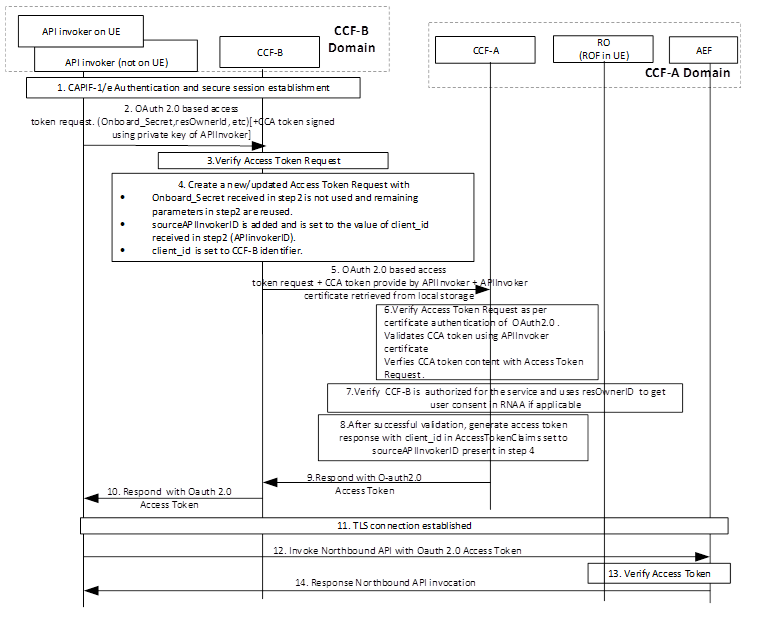 API invoker on UE
API invoker (not on UE)
CCF-B
CCF-B
Domain
CCF-A
RO
(ROF in UE)
AEF
CCF-A Domain
1. CAPIF-1/e Authentication and secure session establishment
2. OAuth 2.0 based access
token request. (Onboard_Secret,resOwnerId, etc)[+CCA token signed
using private key of APIInvoker]
3.Verify Access Token Request
4. Create a new/updated Access Token Request with
• Onboard_Secret received in step2 is not used and remaining
parameters in step2 are reused.
• sourceAPIInvokerID is added and is set to the value of client_id
received in step2 (APIinvokerID).
• client_id is set to CCF-B identifier.
5. OAuth 2.0 based access
token request + CCA token provide by APIInvoker + APIInvoker
certificate retrieved from local storage
6.Verify Access Token Request as per
certificate authentication of OAuth2.0 .
Validates CCA token using APIInvoker
certificate
Verfies CCA token content with Access Token
Request .
7.Verify CCF-B is authorized for the service and uses resOwnerID to get
user consent in RNAA if applicable
8.After successful validation, generate access token
response with client_id in AccessTokenClaims set to
sourceAPIInvokerID present in step 4
9.Respond with O-auth2.0
Access Token
10. Respond with Oauth 2.0
Access Token
11. TLS connection established
12. Invoke Northbound API with Oauth 2.0 Access Token
13. Verify Access Token
14. Response Northbound API invocation